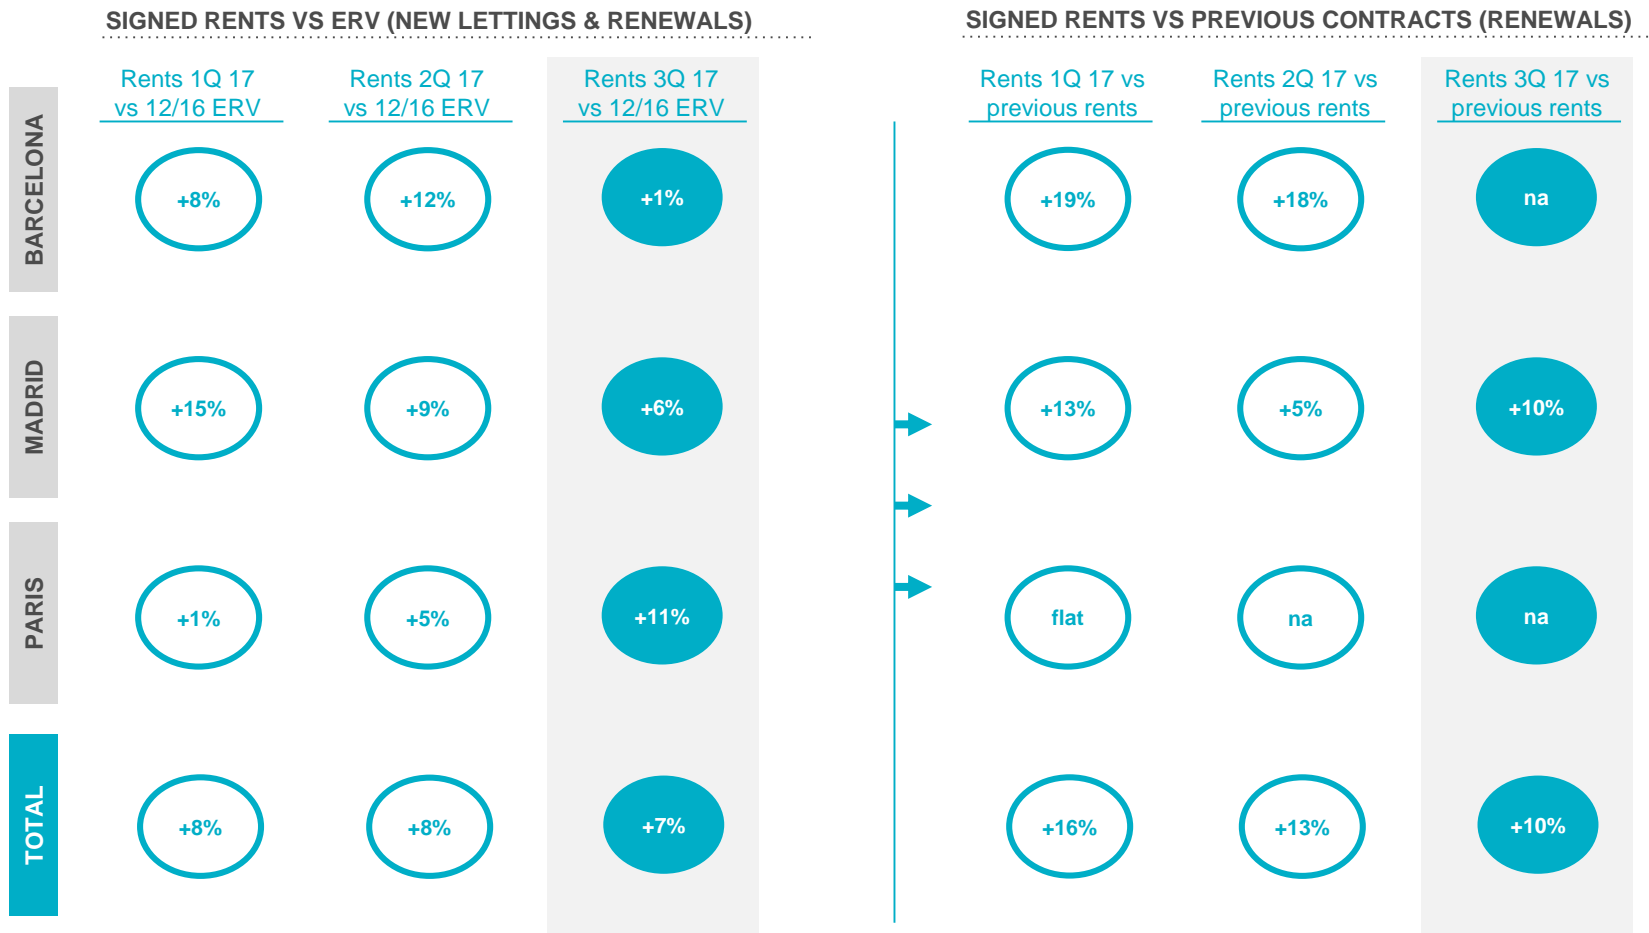 SIGNED RENTS VS ERV (NEW LETTINGS & RENEWALS)
SIGNED RENTS VS PREVIOUS CONTRACTS (RENEWALS)
Rents 1Q 17
vs 12/16 ERV
Rents 2Q 17
vs 12/16 ERV
Rents 3Q 17
vs 12/16 ERV
Rents 1Q 17 vs
previous rents
Rents 2Q 17 vs
previous rents
Rents 3Q 17 vs
previous rents
BARCELONA
+8%
+12%
+1%
+19%
+18%
na
MADRID
+15%
+9%
+6%
+13%
+5%
+10%
PARIS
+1%
+5%
+11%
flat
na
na
TOTAL
+8%
+8%
+7%
+16%
+13%
+10%